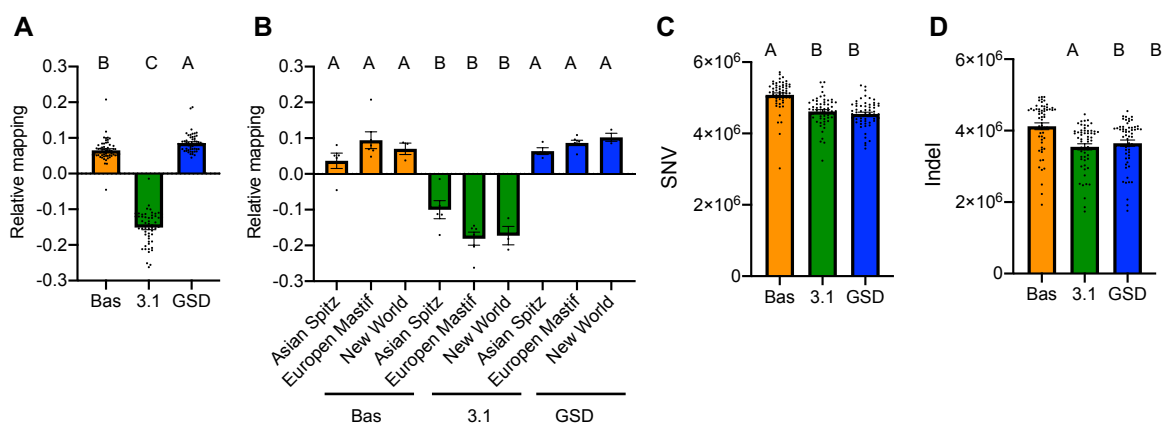 A
B C A
Relative mapping
0.3
0.2
0.1
0.0
-0.1
-0.2
-0.3
Bas 3.1 GSD
B
A A A B B B A A A
Relative mapping
0.3
0.2
0.1
0.0
-0.1
-0.2
-0.3
Asian Spitz
Europen Mastif
New World
Asian Spitz
Europen Mastif
New World
Asian Spitz
Europen Mastif
New World
Bas 3.1 GSD
C
A B B
SNV
6×10⁶
4×10⁶
2×10⁶
0
Bas 3.1 GSD
D
A B B
Indel
6×10⁶
4×10⁶
2×10⁶
0
Bas 3.1 GSD